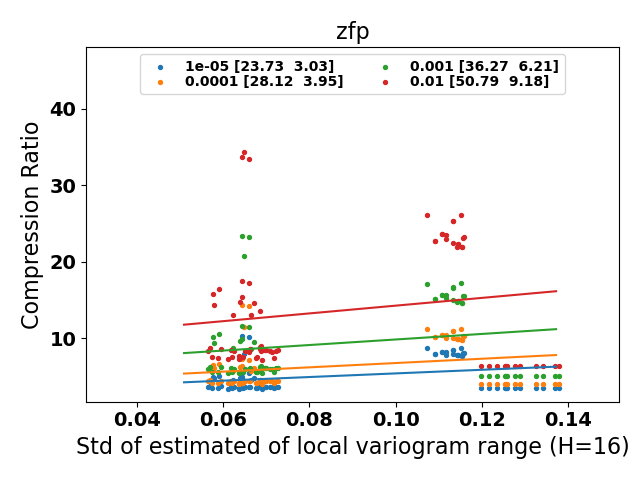 zfp
1e-05 [23.73  3.03]
0.0001 [28.12  3.95]
0.001 [36.27  6.21]
0.01 [50.79  9.18]
Compression Ratio
40
30
20
10
0.04 0.06 0.08 0.10 0.12 0.14
Std of estimated of local variogram range (H=16)